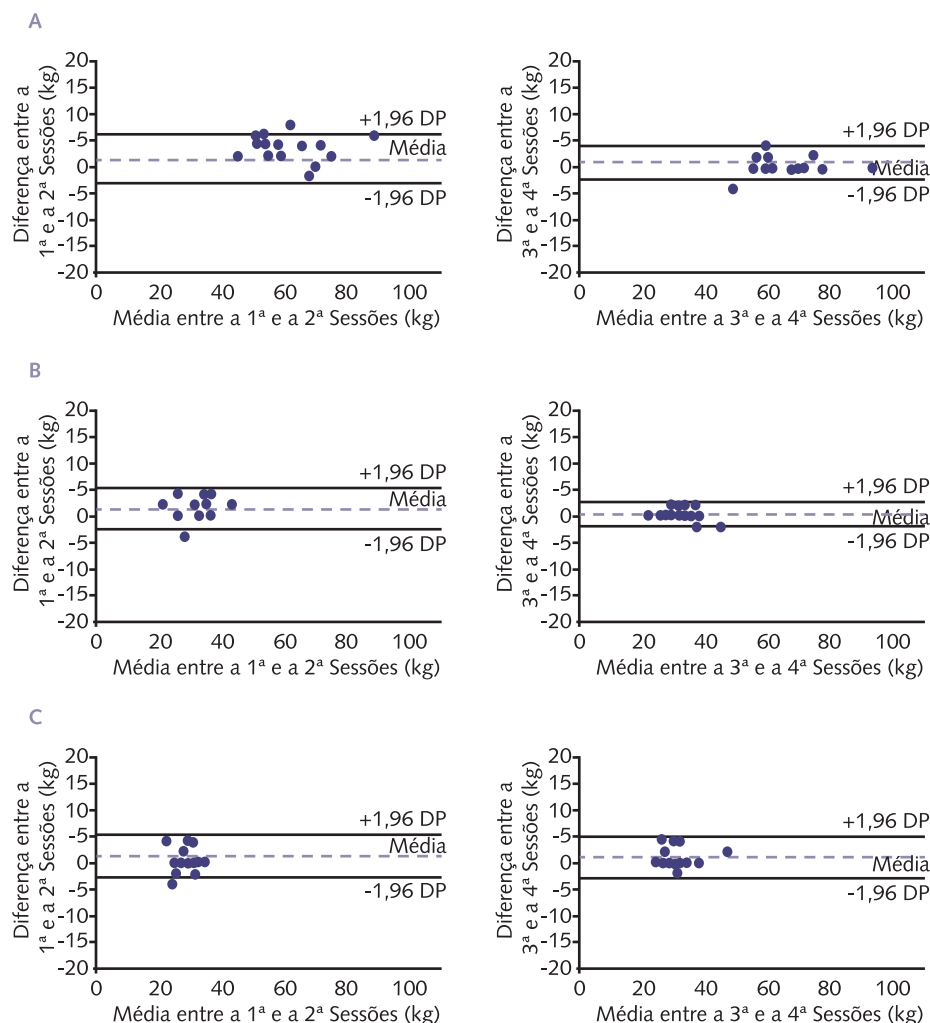 A
Diferença entre a
1ª e a 2ª Sessões (kg)
20
15
10
5
0
-5
-10
-15
-20
+1,96 DP
Média
-1,96 DP
0 20 40 60 80 100
Média entre a 1ª e a 2ª Sessões (kg)
Diferença entre a
3ª e a 4ª Sessões (kg)
20
15
10
5
0
-5
-10
-15
-20
+1,96 DP
Média
-1,96 DP
0 20 40 60 80 100
Média entre a 3ª e a 4ª Sessões (kg)
B
Diferença entre a
1ª e a 2ª Sessões (kg)
20
15
10
-5
0
-5
-10
-15
-20
+1,96 DP
Média
-1,96 DP
0 20 40 60 80 100
Média entre a 1ª e a 2ª Sessões (kg)
Diferença entre a
3ª e a 4ª Sessões (kg)
20
15
10
-5
0
-5
-10
-15
-20
+1,96 DP
Média
-1,96 DP
0 20 40 60 80 100
Média entre a 3ª e a 4ª Sessões (kg)
C
Diferença entre a
1ª e a 2ª Sessões (kg)
20
15
10
-5
0
-5
-10
-15
-20
+1,96 DP
Média
-1,96 DP
0 20 40 60 80 100
Média entre a 1ª e a 2ª Sessões (kg)
Diferença entre a
3ª e a 4ª Sessões (kg)
20
15
10
-5
0
-5
-10
-15
-20
+1,96 DP
Média
-1,96 DP
0 20 40 60 80 100
Média entre a 3ª e a 4ª Sessões (kg)